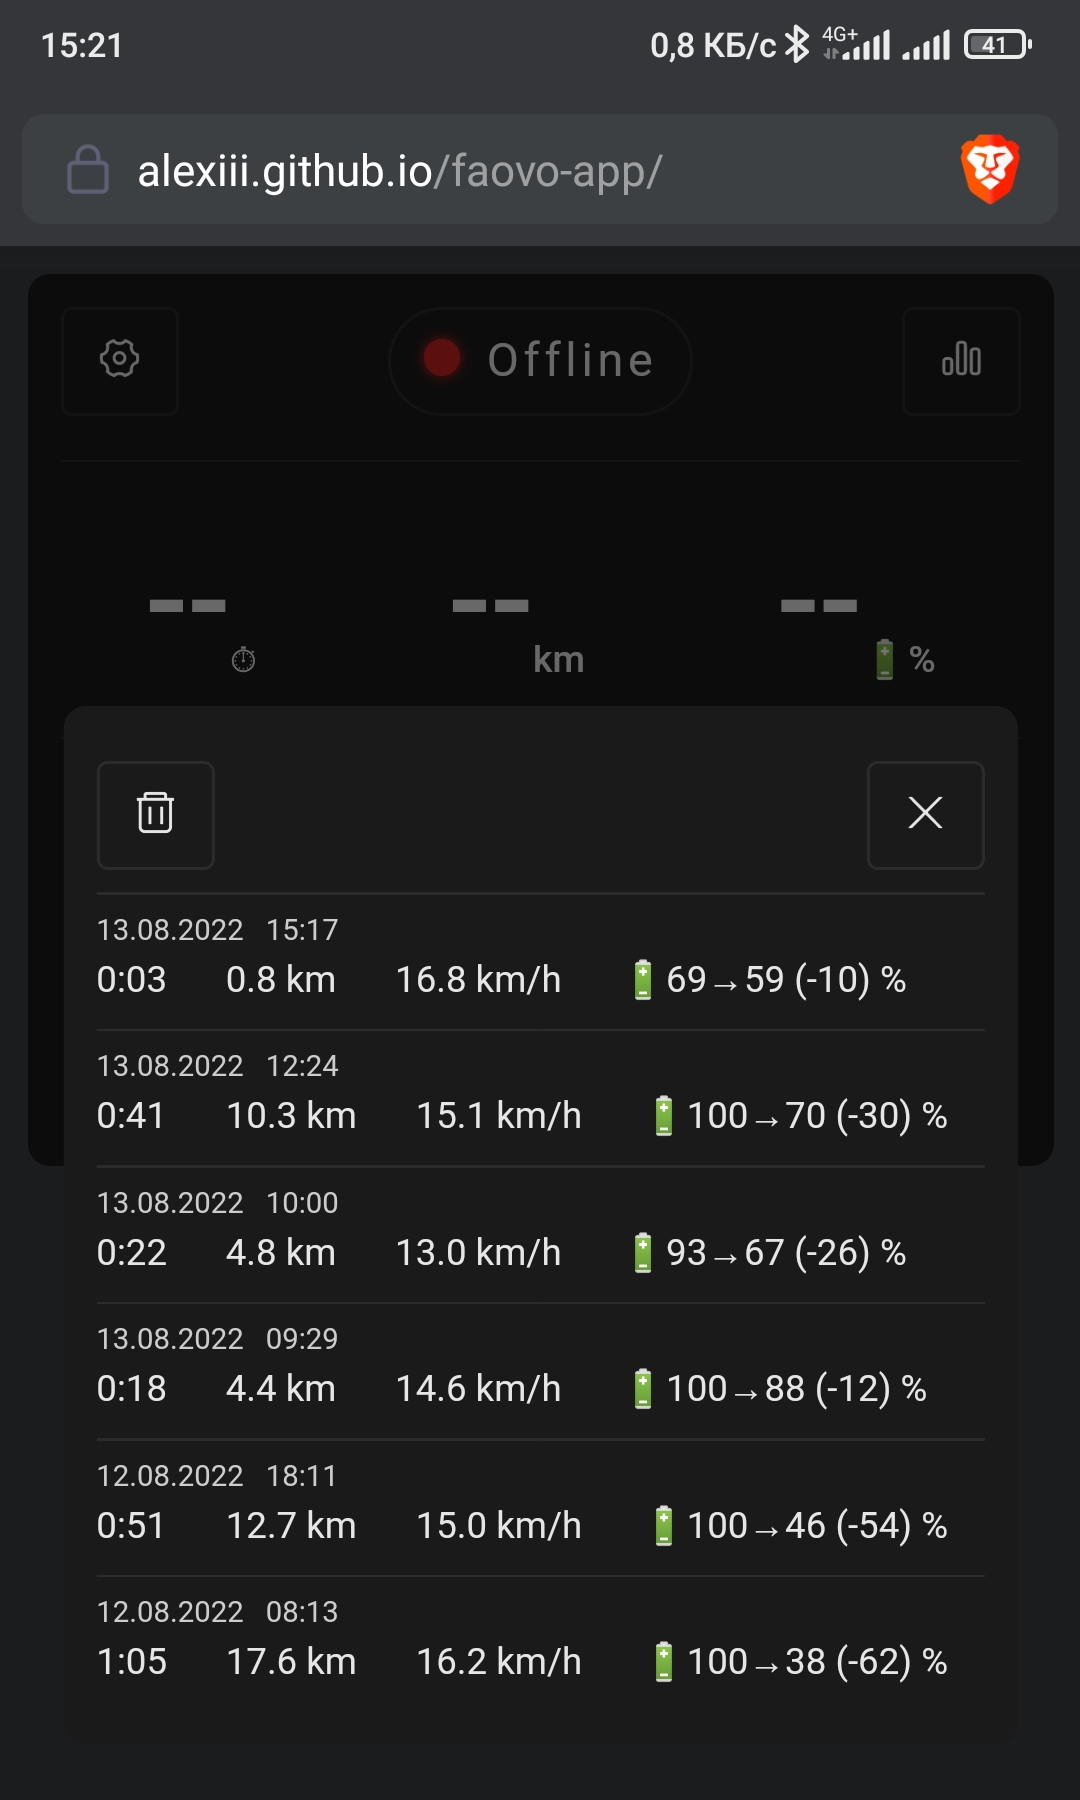 15:21 0,8 КБ/с 4G+ 41
alexiii.github.io/faovo-app/
Offline
-- -- --
km %
13.08.2022 15:17
0:03 0.8 km 16.8 km/h 69→59 (-10) %
13.08.2022 12:24
0:41 10.3 km 15.1 km/h 100→70 (-30) %
13.08.2022 10:00
0:22 4.8 km 13.0 km/h 93→67 (-26) %
13.08.2022 09:29
0:18 4.4 km 14.6 km/h 100→88 (-12) %
12.08.2022 18:11
0:51 12.7 km 15.0 km/h 100→46 (-54) %
12.08.2022 08:13
1:05 17.6 km 16.2 km/h 100→38 (-62) %